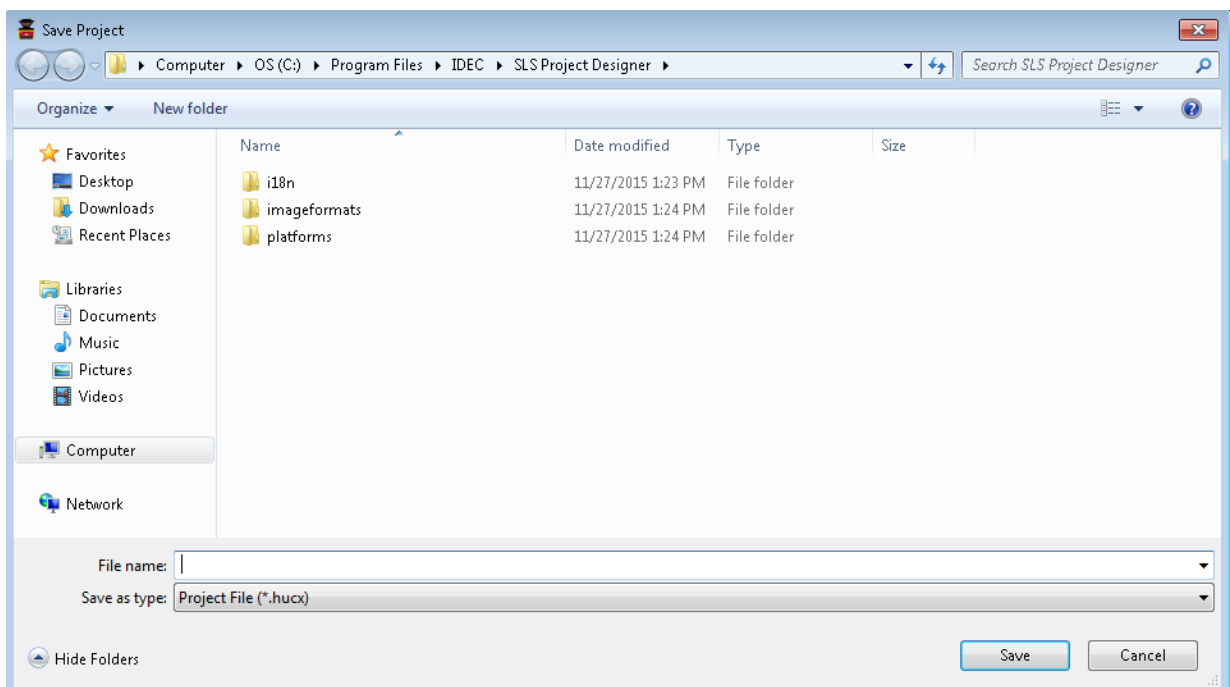 Save Project
Computer ▸ OS (C:) ▸ Program Files ▸ IDEC ▸ SLS Project Designer ▸
Search SLS Project Designer
Organize New folder
Favorites
Desktop
Downloads
Recent Places
Libraries
Documents
Music
Pictures
Videos
Computer
Network
Name Date modified Type Size
i18n 11/27/2015 1:23 PM File folder
imageformats 11/27/2015 1:24 PM File folder
platforms 11/27/2015 1:24 PM File folder
File name:
Save as type: Project File (*.hucx)
Hide Folders Save Cancel